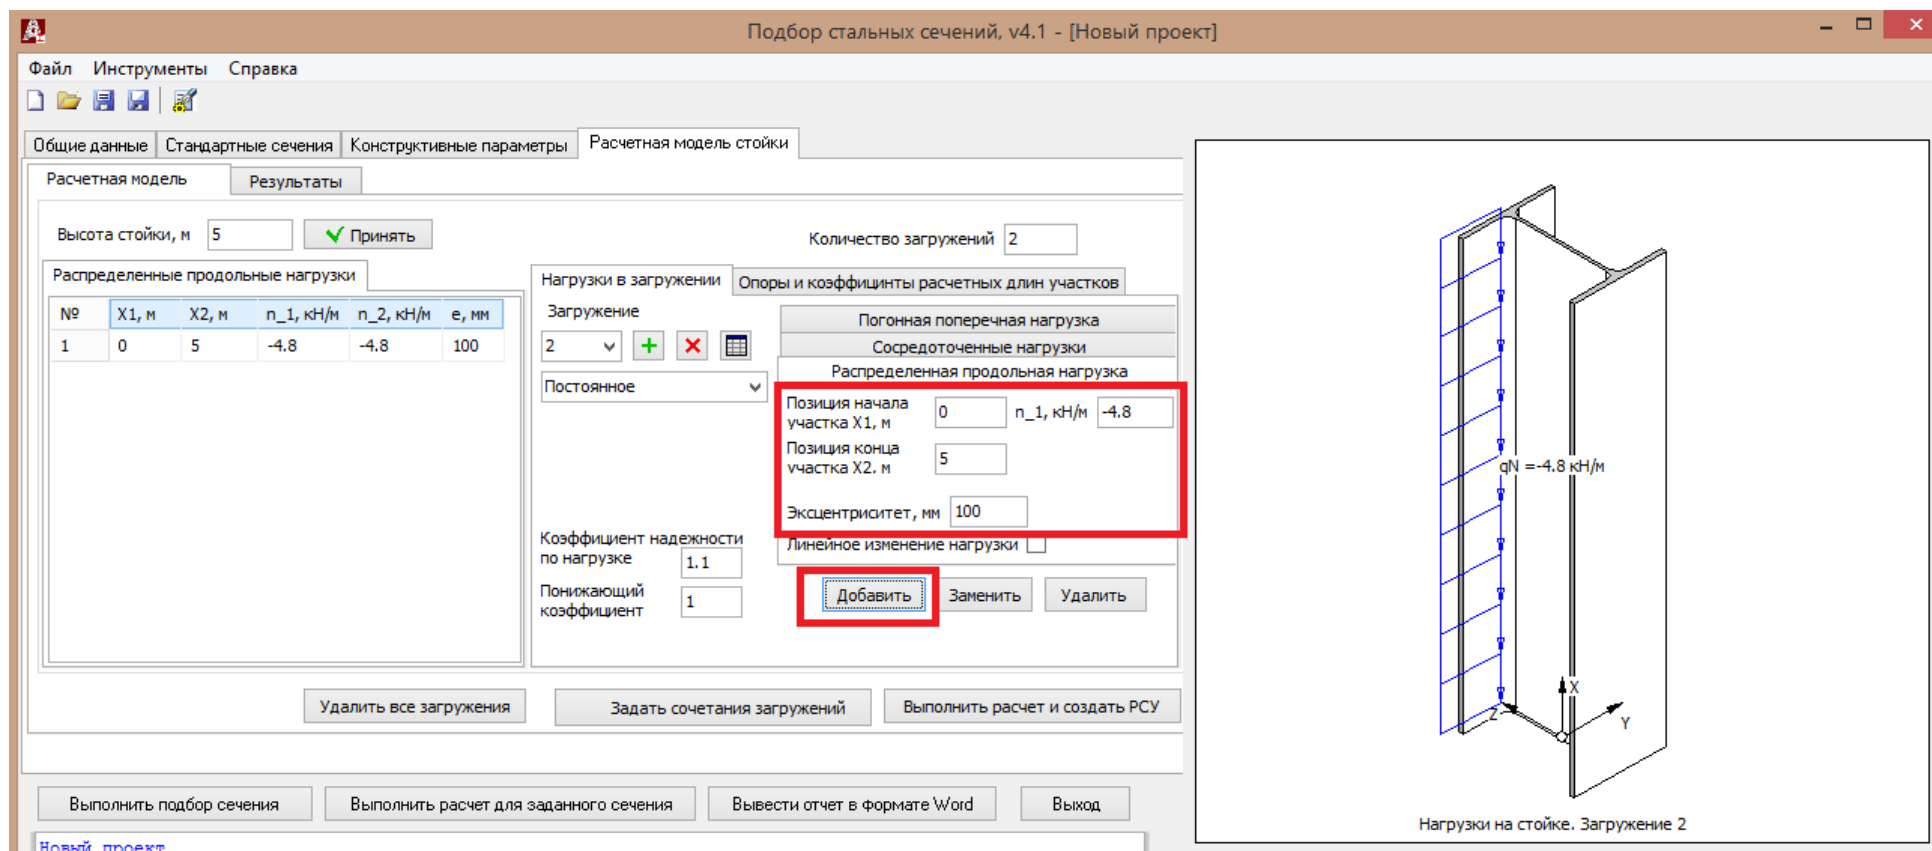 Подбор стальных сечений, v4.1 - [Новый проект]
Файл Инструменты Справка
Общие данные Стандартные сечения Конструктивные параметры Расчетная модель стойки
Расчетная модель Результаты
Высота стойки, м 5 Принять
Количество загружений 2
Распределенные продольные нагрузки
№ X1, м X2, м n_1, кН/м n_2, кН/м e, мм
1 0 5 -4.8 -4.8 100
Нагрузки в загружении Опоры и коэффицинты расчетных длин участков
Загружение
2
Постоянное
Погонная поперечная нагрузка
Сосредоточенные нагрузки
Распределенная продольная нагрузка
Позиция начала
участка X1, м 0 n_1, кН/м -4.8
Позиция конца
участка X2. м 5
Эксцентриситет, мм 100
Линейное изменение нагрузки
Коэффициент надежности
по нагрузке 1.1
Понижающий
коэффициент 1
Добавить Заменить Удалить
Удалить все загружения Задать сочетания загружений Выполнить расчет и создать РСУ
Выполнить подбор сечения Выполнить расчет для заданного сечения Вывести отчет в формате Word Выход
Новый проект
qN =-4.8 кН/м
X
Z
Y
Нагрузки на стойке. Загружение 2